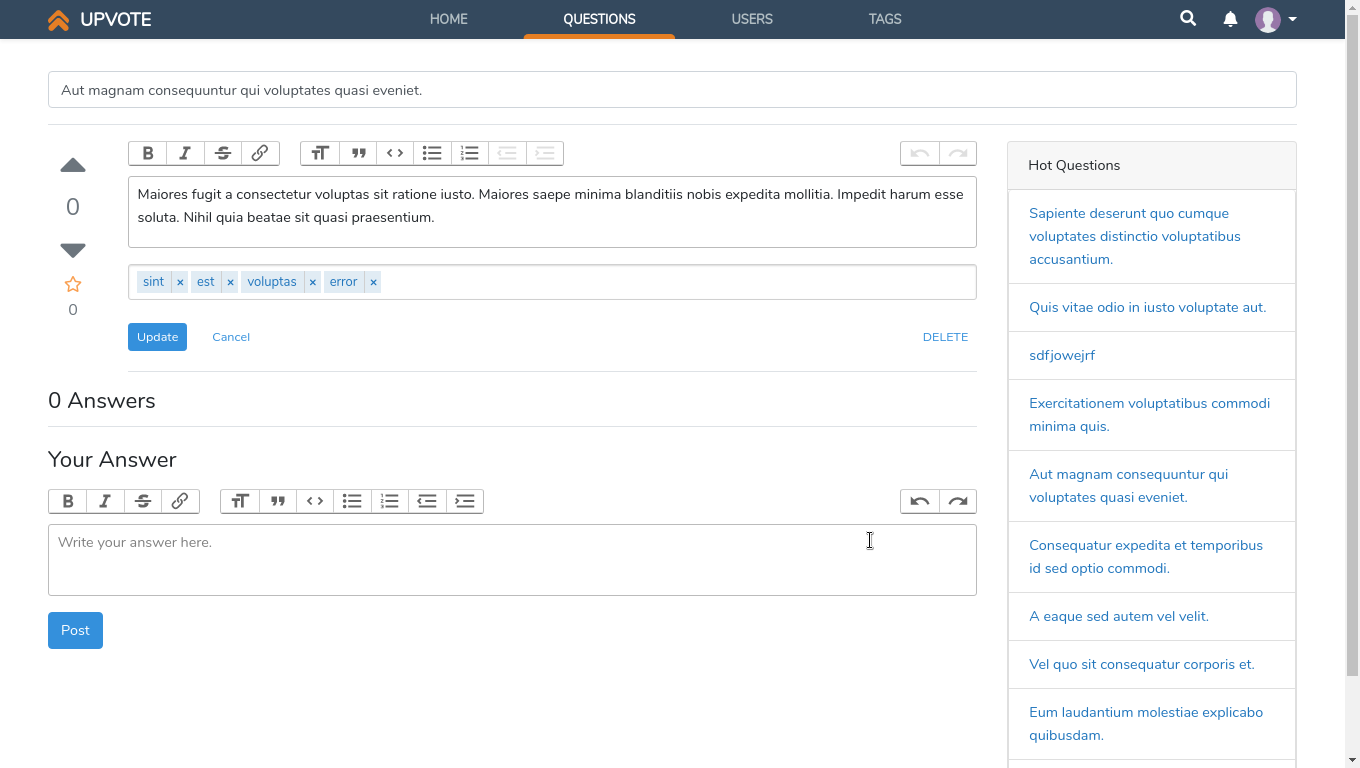 UPVOTE
HOME
QUESTIONS
USERS
TAGS
Aut magnam consequuntur qui voluptates quasi eveniet.
0
0
Maiores fugit a consectetur voluptas sit ratione iusto. Maiores saepe minima blanditiis nobis expedita mollitia. Impedit harum esse
soluta. Nihil quia beatae sit quasi praesentium.
sint × est × voluptas × error ×
Update
Cancel
DELETE
0 Answers
Your Answer
Write your answer here.
Post
Hot Questions
Sapiente deserunt quo cumque
voluptates distinctio voluptatibus
accusantium.
Quis vitae odio in iusto voluptate aut.
sdfjowejrf
Exercitationem voluptatibus commodi
minima quis.
Aut magnam consequuntur qui
voluptates quasi eveniet.
Consequatur expedita et temporibus
id sed optio commodi.
A eaque sed autem vel velit.
Vel quo sit consequatur corporis et.
Eum laudantium molestiae explicabo
quibusdam.